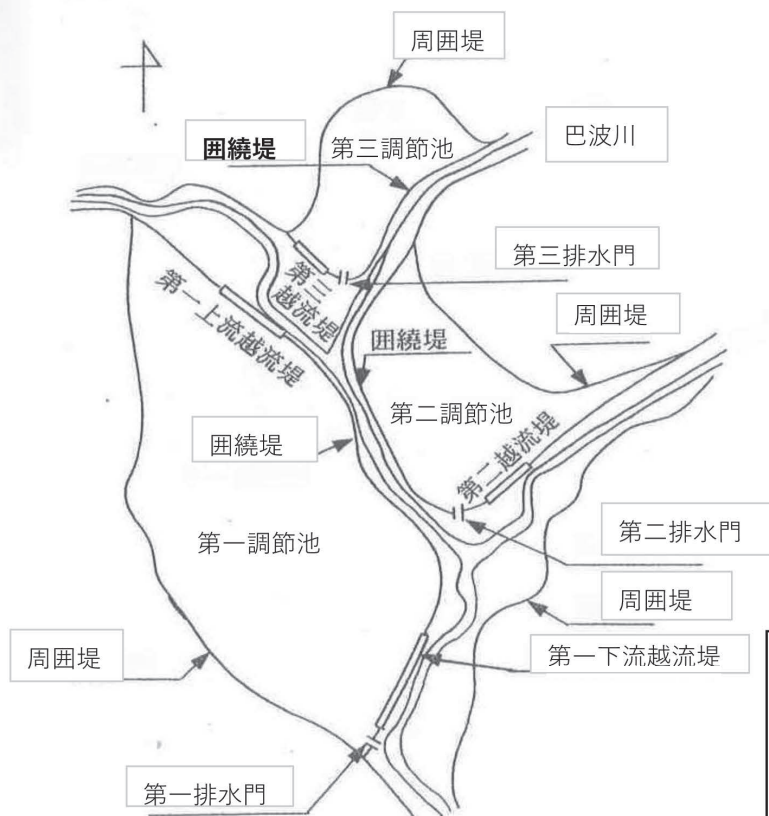 周囲堤
囲繞堤
第三調節池
巴波川
第三排水門
第三
越流堤
第一上流越流堤
周囲堤
囲繞堤
第二調節池
囲繞堤
第二越流堤
第二排水門
第一調節池
周囲堤
周囲堤
第一下流越流堤
第一排水門